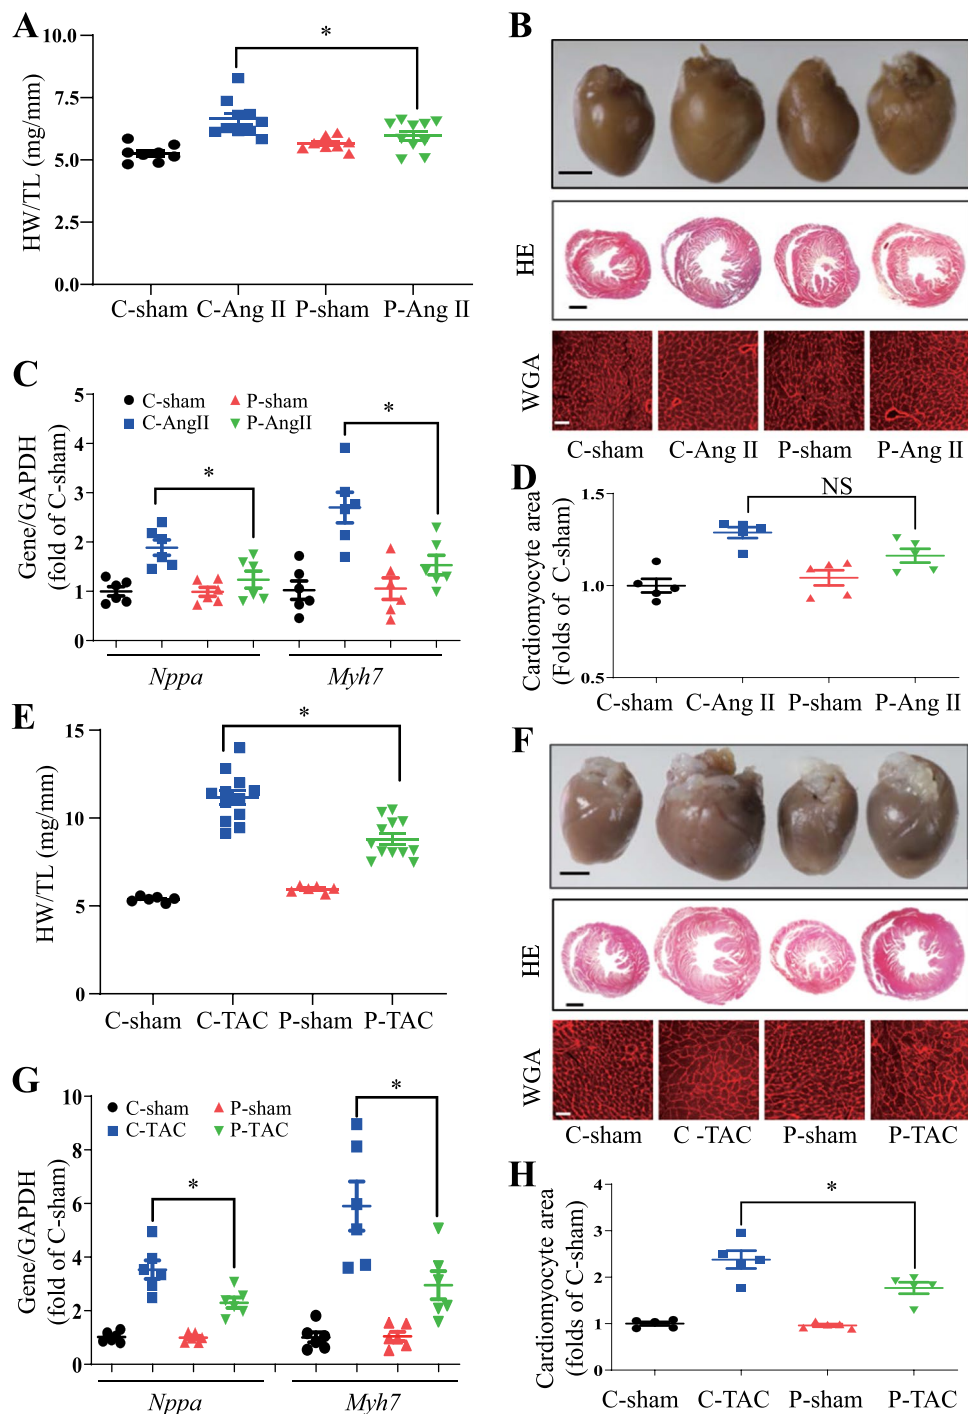 A
10.0
7.5
5.0
2.5
0.0
HW/TL (mg/mm)
*
C-sham C-Ang II P-sham P-Ang II
B
HE
WGA
C-sham C-Ang II P-sham P-Ang II
C
5
4
3
2
1
0
Gene/GAPDH
(fold of C-sham)
C-sham P-sham
C-AngII P-AngII
*
*
Nppa Myh7
D
1.5
1.0
0.5
Cardiomyocyte area
(Folds of C-sham)
NS
C-sham C-Ang II P-sham P-Ang II
E
15
10
5
0
HW/TL (mg/mm)
*
C-sham C-TAC P-sham P-TAC
F
HE
WGA
C-sham C -TAC P-sham P-TAC
G
10
8
6
4
2
0
Gene/GAPDH
(fold of C-sham)
C-sham P-sham
C-TAC P-TAC
*
*
Nppa Myh7
H
4
3
2
1
0
Cardiomyocyte area
(folds of C-sham)
*
C-sham C-TAC P-sham P-TAC